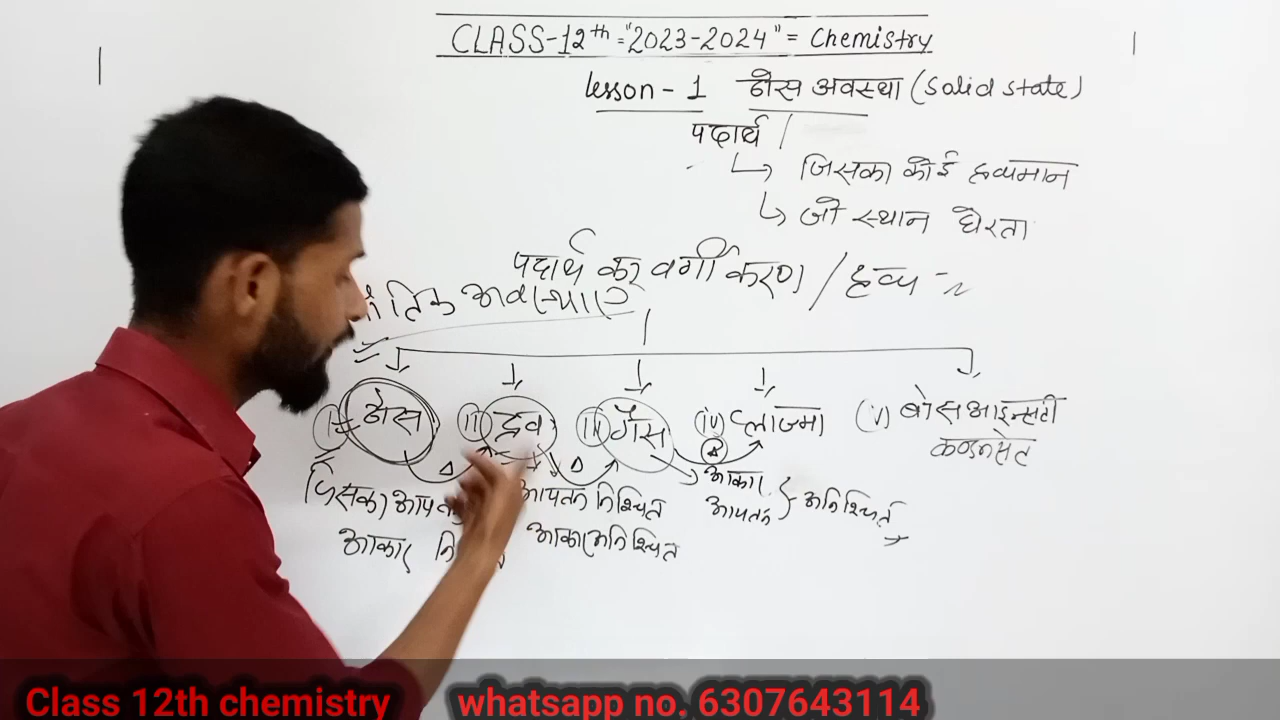 CLASS-12th = "2023-2024" = Chemistry
lesson - 1 ठोस अवस्था (Solid state)
पदार्थ
जिसका कोई द्रव्यमान
जो स्थान घेरता
पदार्थ का वर्गीकरण / द्रव्य
अवस्थाएं
(i) ठोस (ii) द्रव (iii) गैस (iv) प्लाज्मा (v) बोस आइन्सटी
कण्डनसेट
Δ Δ
जिसका आयतन आयतन निश्चित आकार आयतन } अनिश्चित
आकार आकार अनिश्चित
Class 12th chemistry whatsapp no. 6307643114